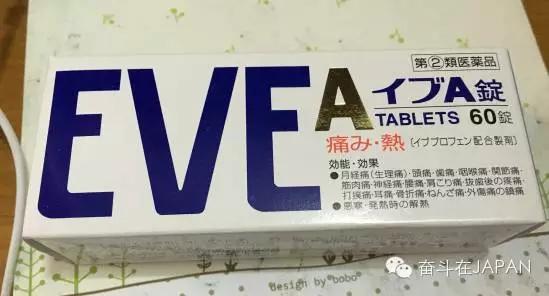 EVE A
指定第②類医薬品
イブA錠
TABLETS 60錠
痛み・熱 [イブプロフェン配合製剤]
効能・効果
●月経痛(生理痛)・頭痛・歯痛・咽喉痛・関節痛・
筋肉痛・神経痛・腰痛・肩こり痛・抜歯後の疼痛・
打撲痛・耳痛・骨折痛・ねんざ痛・外傷痛の鎮痛
●悪寒・発熱時の解熱
design by bobo
奋斗在JAPAN